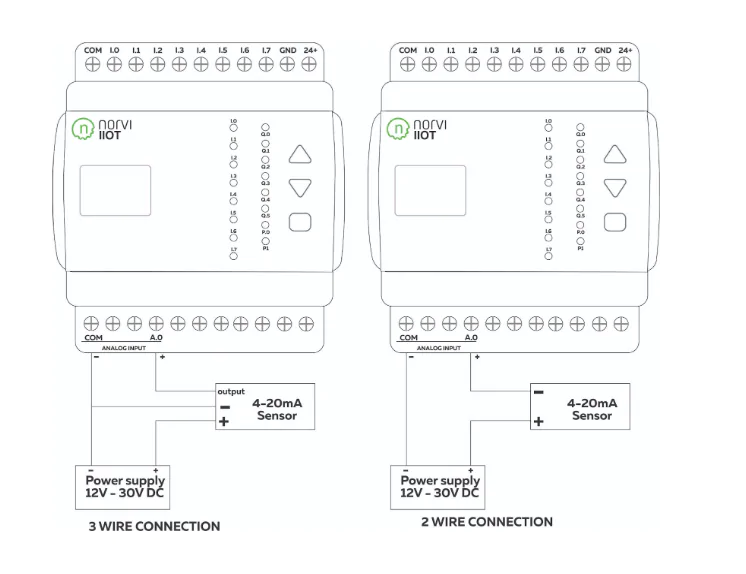 COM I.0 I.1 I.2 I.3 I.4 I.5 I.6 I.7 GND 24+
norvi
IIOT
I.0
I.1
I.2
I.3
I.4
I.5
I.6
I.7
Q.0
Q.1
Q.2
Q.3
Q.4
Q.5
P.0
P.1
COM A.0
ANALOG INPUT
- +
output
-
+
4-20mA
Sensor
- +
Power supply
12V - 30V DC
3 WIRE CONNECTION
COM I.0 I.1 I.2 I.3 I.4 I.5 I.6 I.7 GND 24+
norvi
IIOT
I.0
I.1
I.2
I.3
I.4
I.5
I.6
I.7
Q.0
Q.1
Q.2
Q.3
Q.4
Q.5
P.0
P.1
COM A.0
ANALOG INPUT
- +
-
+
4-20mA
Sensor
- +
Power supply
12V - 30V DC
2 WIRE CONNECTION